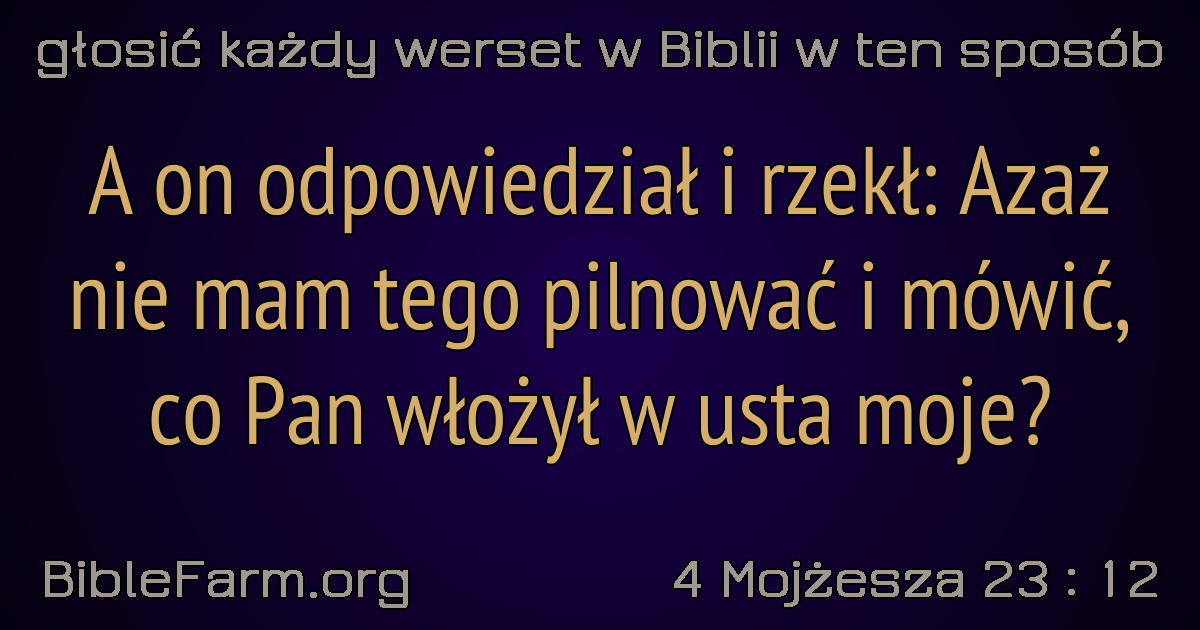 głosić każdy werset w Biblii w ten sposób
A on odpowiedział i rzekł: Azaż
nie mam tego pilnować i mówić,
co Pan włożył w usta moje?
BibleFarm.org
4 Mojżesza 23 : 12